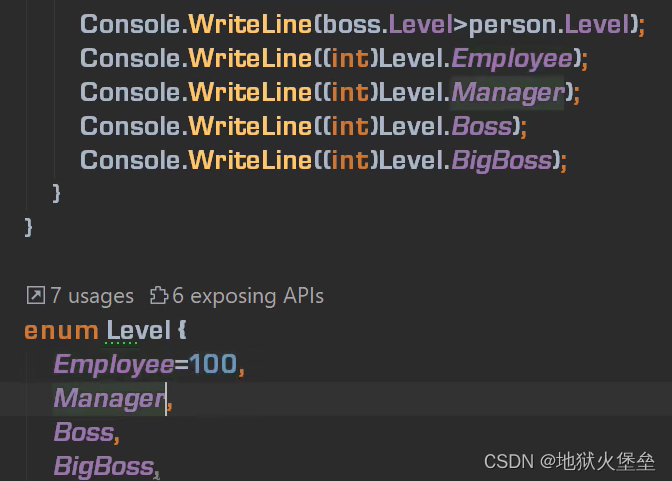 Console.WriteLine(boss.Level>person.Level);
Console.WriteLine((int)Level.Employee);
Console.WriteLine((int)Level.Manager);
Console.WriteLine((int)Level.Boss);
Console.WriteLine((int)Level.BigBoss);
}
}
7 usages 6 exposing APIs
enum Level {
Employee=100,
Manager,
Boss,
BigBoss,
CSDN @地狱火堡垒